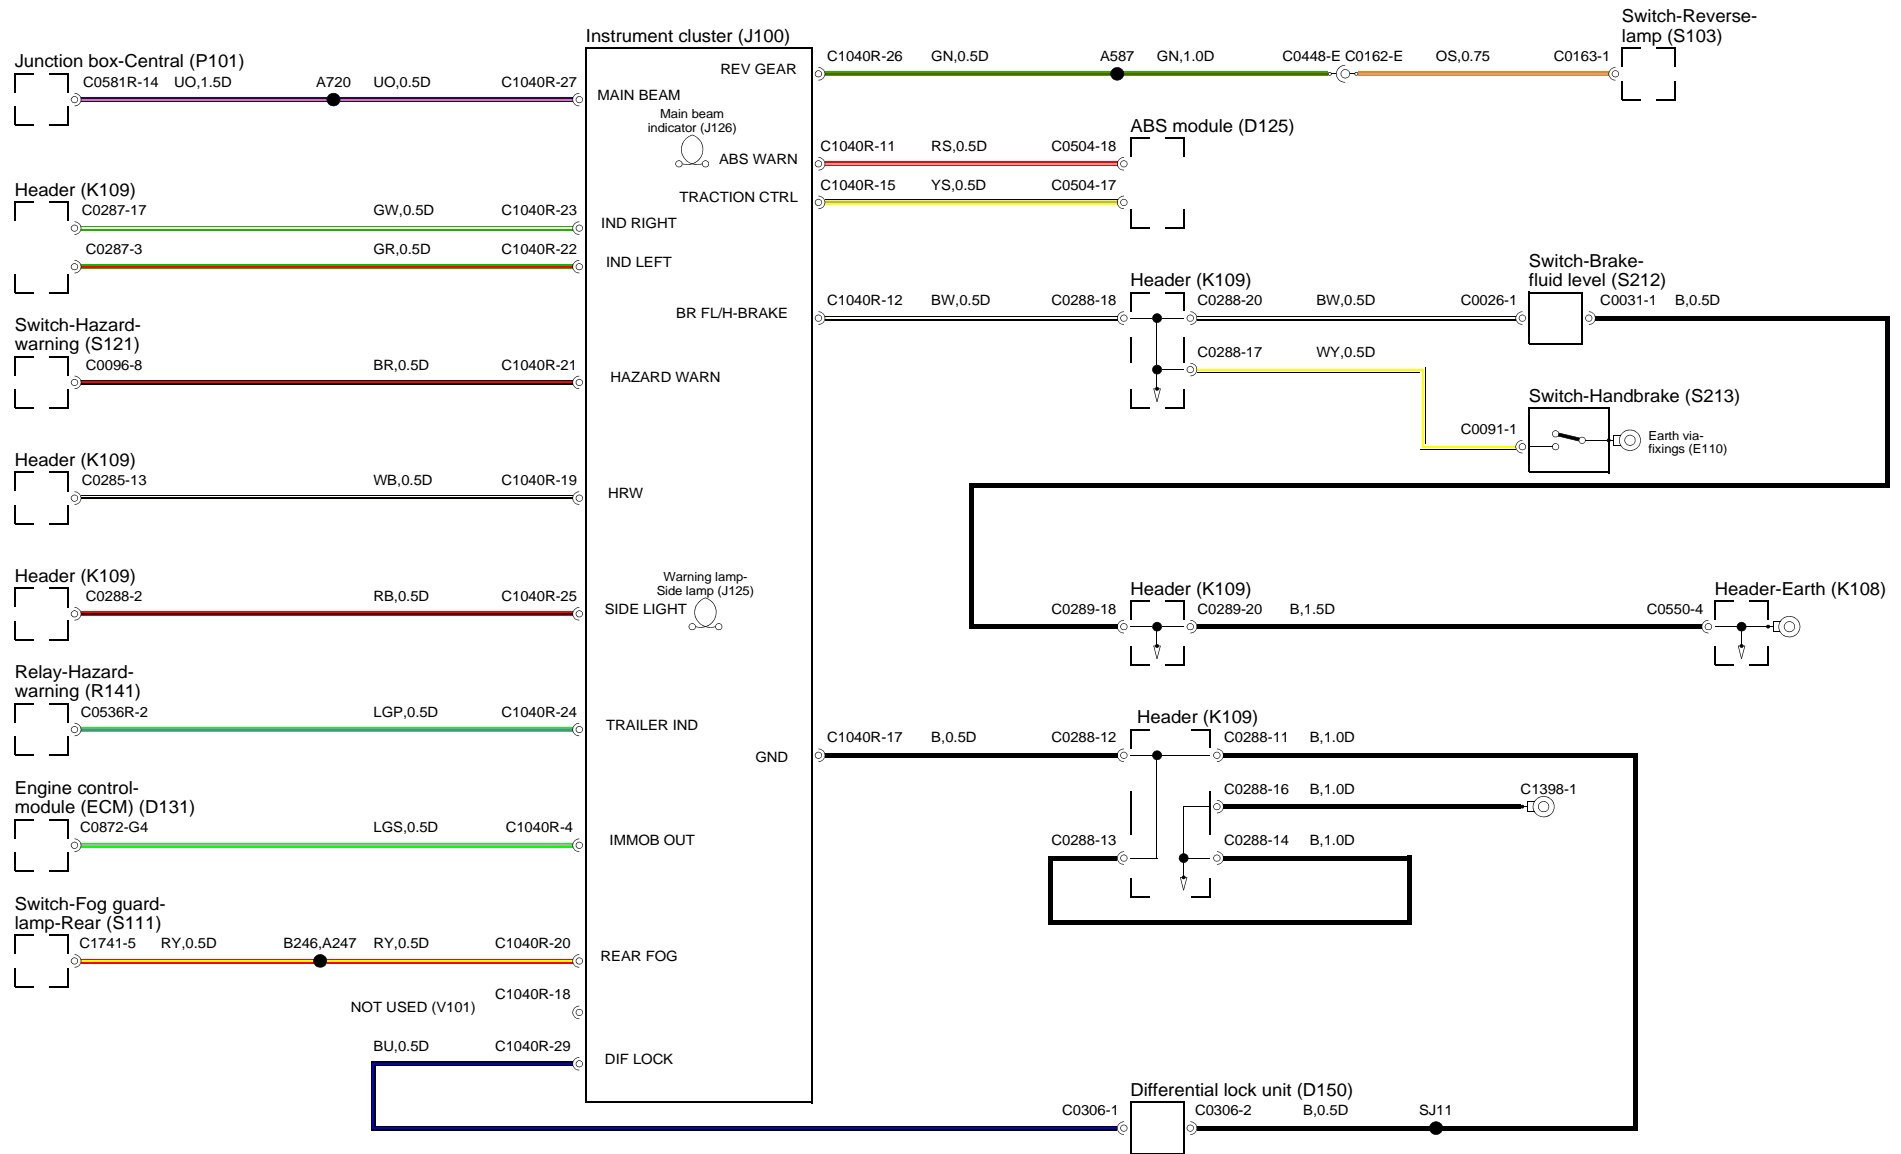 Junction box-Central (P101)
C0581R-14 UO,1.5D A720 UO,0.5D C1040R-27
Header (K109)
C0287-17 GW,0.5D C1040R-23
C0287-3 GR,0.5D C1040R-22
Switch-Hazard-
warning (S121)
C0096-8 BR,0.5D C1040R-21
Header (K109)
C0285-13 WB,0.5D C1040R-19
Header (K109)
C0288-2 RB,0.5D C1040R-25
Relay-Hazard-
warning (R141)
C0536R-2 LGP,0.5D C1040R-24
Engine control-
module (ECM) (D131)
C0872-G4 LGS,0.5D C1040R-4
Switch-Fog guard-
lamp-Rear (S111)
C1741-5 RY,0.5D B246,A247 RY,0.5D C1040R-20
C1040R-18
NOT USED (V101)
BU,0.5D C1040R-29
Instrument cluster (J100)
REV GEAR
MAIN BEAM
Main beam
indicator (J126)
ABS WARN
TRACTION CTRL
IND RIGHT
IND LEFT
BR FL/H-BRAKE
HAZARD WARN
HRW
Warning lamp-
Side lamp (J125)
SIDE LIGHT
TRAILER IND
GND
IMMOB OUT
REAR FOG
DIF LOCK
Switch-Reverse-
lamp (S103)
C1040R-26 GN,0.5D A587 GN,1.0D C0448-E C0162-E OS,0.75 C0163-1
ABS module (D125)
C1040R-11 RS,0.5D C0504-18
C1040R-15 YS,0.5D C0504-17
Switch-Brake-
fluid level (S212)
Header (K109)
C1040R-12 BW,0.5D C0288-18 C0288-20 BW,0.5D C0026-1 C0031-1 B,0.5D
C0288-17 WY,0.5D
Switch-Handbrake (S213)
C0091-1
Earth via-
fixings (E110)
Header (K109)
Header-Earth (K108)
C0289-18 C0289-20 B,1.5D C0550-4
Header (K109)
C1040R-17 B,0.5D C0288-12 C0288-11 B,1.0D
C0288-16 B,1.0D C1398-1
C0288-13 C0288-14 B,1.0D
Differential lock unit (D150)
C0306-1 C0306-2 B,0.5D SJ11